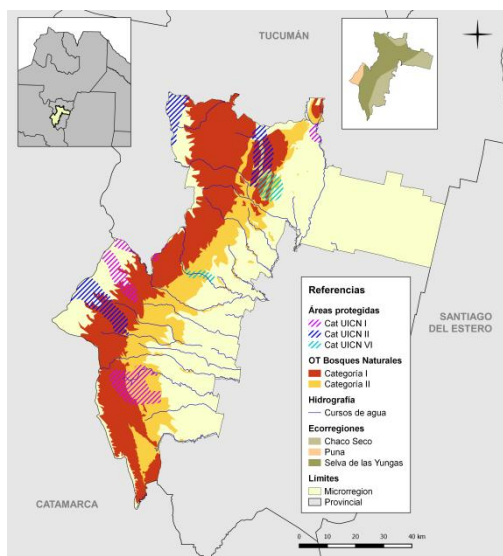 TUCUMÁN
Referencias
Áreas protegidas
Cat UICN I
Cat UICN II
Cat UICN VI
OT Bosques Naturales
Categoría I
Categoría II
Hidrografía
Cursos de agua
Ecorregiones
Chaco Seco
Puna
Selva de las Yungas
Límites
Microrregion
Provincial
SANTIAGO
DEL ESTERO
CATAMARCA
0 10 20 30 40 km